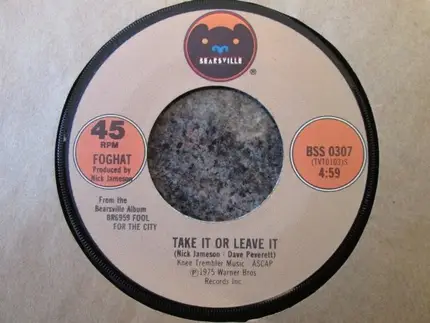 BEARSVILLE
®
45
RPM
FOGHAT
Produced by
Nick Jameson
BSS 0307
4:59
From the
Bearsville Album
BR6959 FOOL
FOR THE CITY
TAKE IT OR LEAVE IT
(Nick Jameson - Dave Peverett)
Knee Trembler Music ASCAP
℗ 1975 Warner Bros
Records Inc.